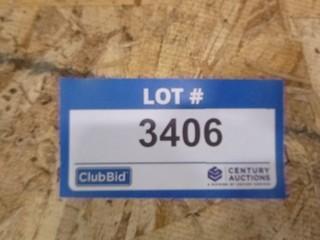 LOT #
3406
ClubBid
CENTURY
AUCTIONS